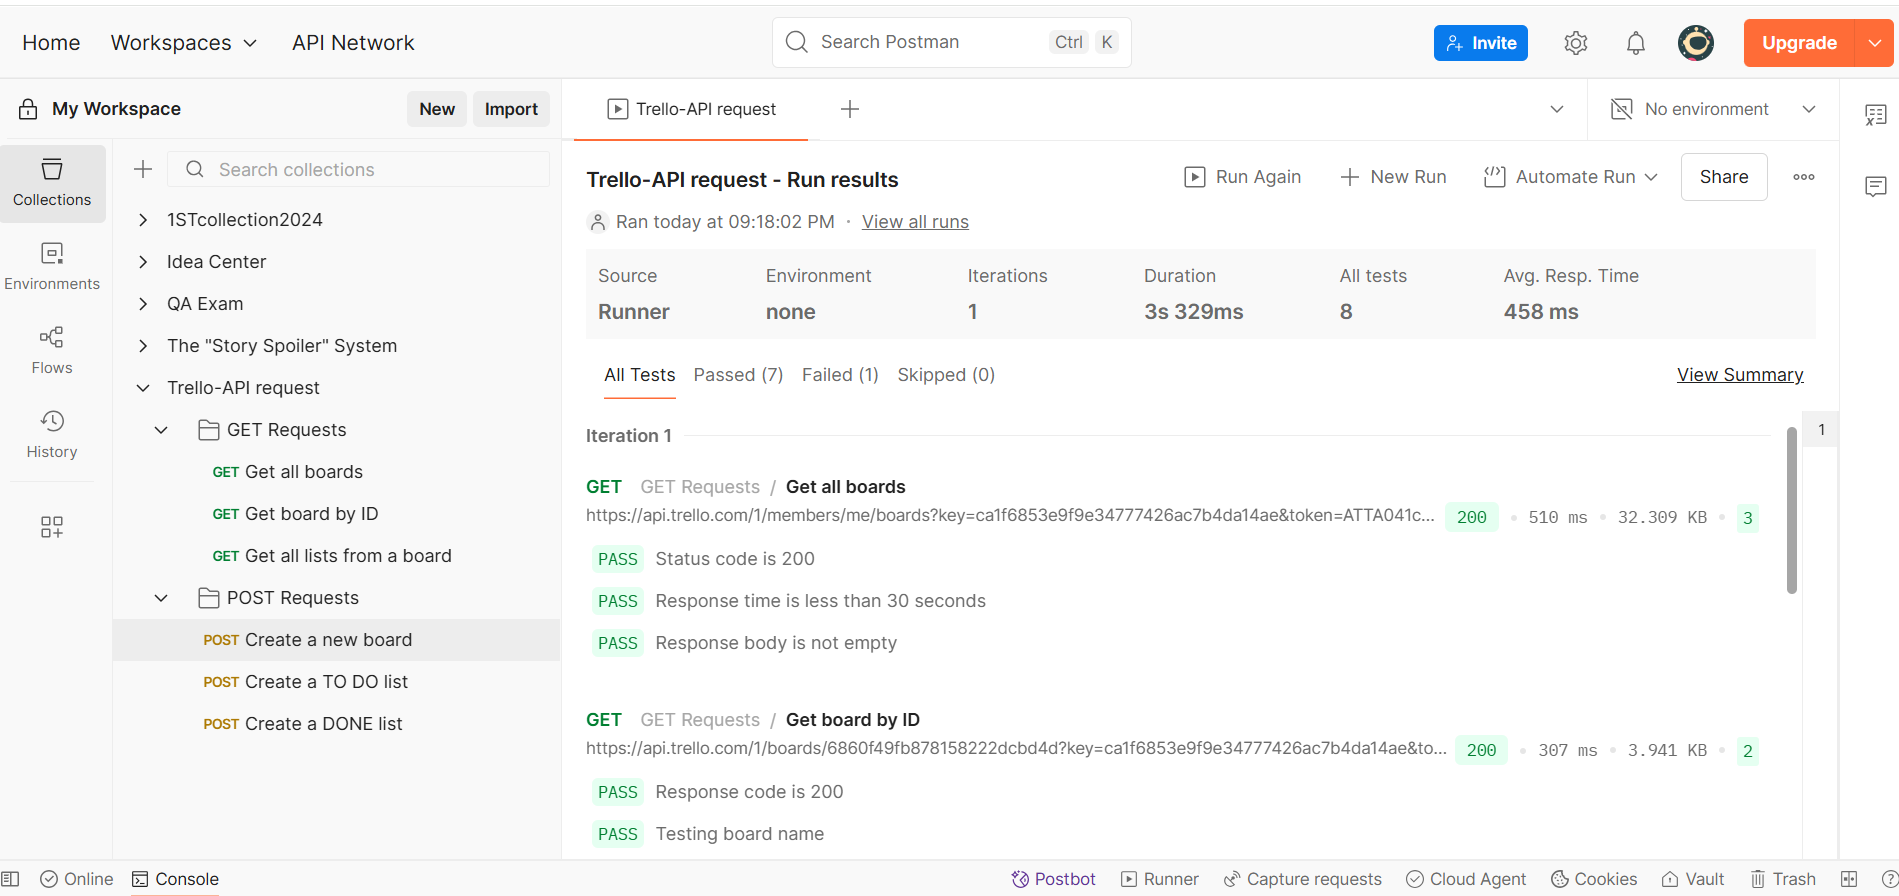 Home Workspaces API Network Search Postman Ctrl K Invite Upgrade
My Workspace New Import Trello-API request No environment
Collections
Environments
Flows
History
Search collections
1STcollection2024
Idea Center
QA Exam
The "Story Spoiler" System
Trello-API request
GET Requests
GET Get all boards
GET Get board by ID
GET Get all lists from a board
POST Requests
POST Create a new board
POST Create a TO DO list
POST Create a DONE list
Trello-API request - Run results Run Again New Run Automate Run Share
Ran today at 09:18:02 PM · View all runs
Source Environment Iterations Duration All tests Avg. Resp. Time
Runner none 1 3s 329ms 8 458 ms
All Tests Passed (7) Failed (1) Skipped (0) View Summary
Iteration 1 1
GET GET Requests / Get all boards
https://api.trello.com/1/members/me/boards?key=ca1f6853e9f9e34777426ac7b4da14ae&token=ATTA041c... 200 • 510 ms • 32.309 KB • 3
PASS Status code is 200
PASS Response time is less than 30 seconds
PASS Response body is not empty
GET GET Requests / Get board by ID
https://api.trello.com/1/boards/6860f49fb878158222dcbd4d?key=ca1f6853e9f9e34777426ac7b4da14ae&to... 200 • 307 ms • 3.941 KB • 2
PASS Response code is 200
PASS Testing board name
Online Console Postbot Runner Capture requests Cloud Agent Cookies Vault Trash